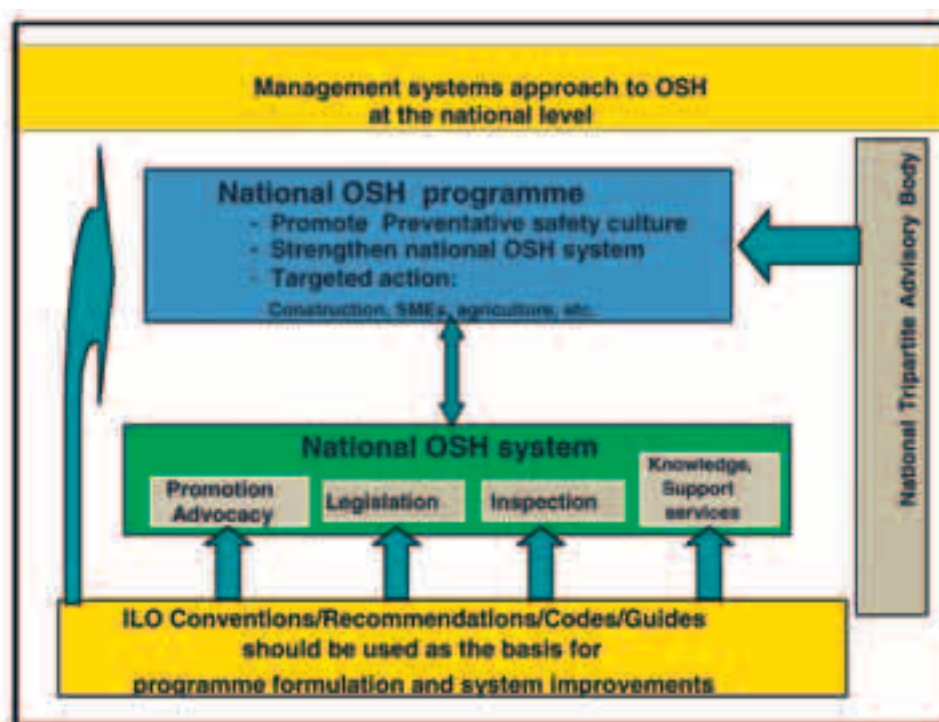 Management systems approach to OSH
at the national level
National OSH programme
- Promote Preventative safety culture
- Strengthen national OSH system
- Targeted action:
Construction, SMEs, agriculture, etc.
National Tripartite Advisory Body
National OSH system
Promotion
Advocacy
Legislation
Inspection
Knowledge,
Support
services
ILO Conventions/Recommendations/Codes/Guides
should be used as the basis for
programme formulation and system improvements